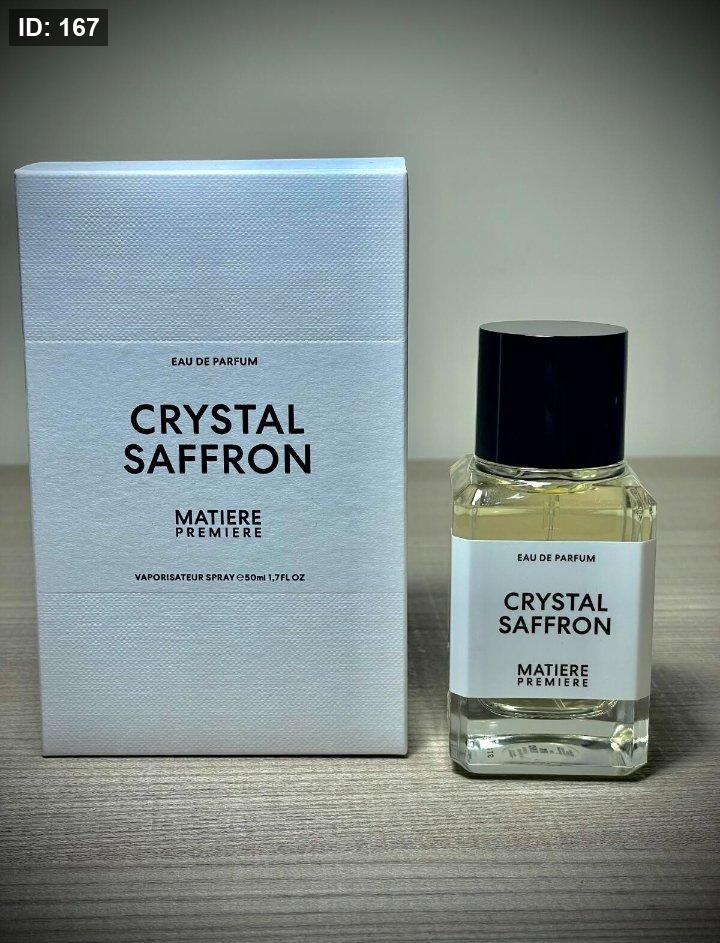 ID: 167
EAU DE PARFUM
CRYSTAL
SAFFRON
MATIERE
PREMIERE
VAPORISATEUR SPRAY ℮50ml 1,7FL OZ
EAU DE PARFUM
CRYSTAL
SAFFRON
MATIERE
PREMIERE